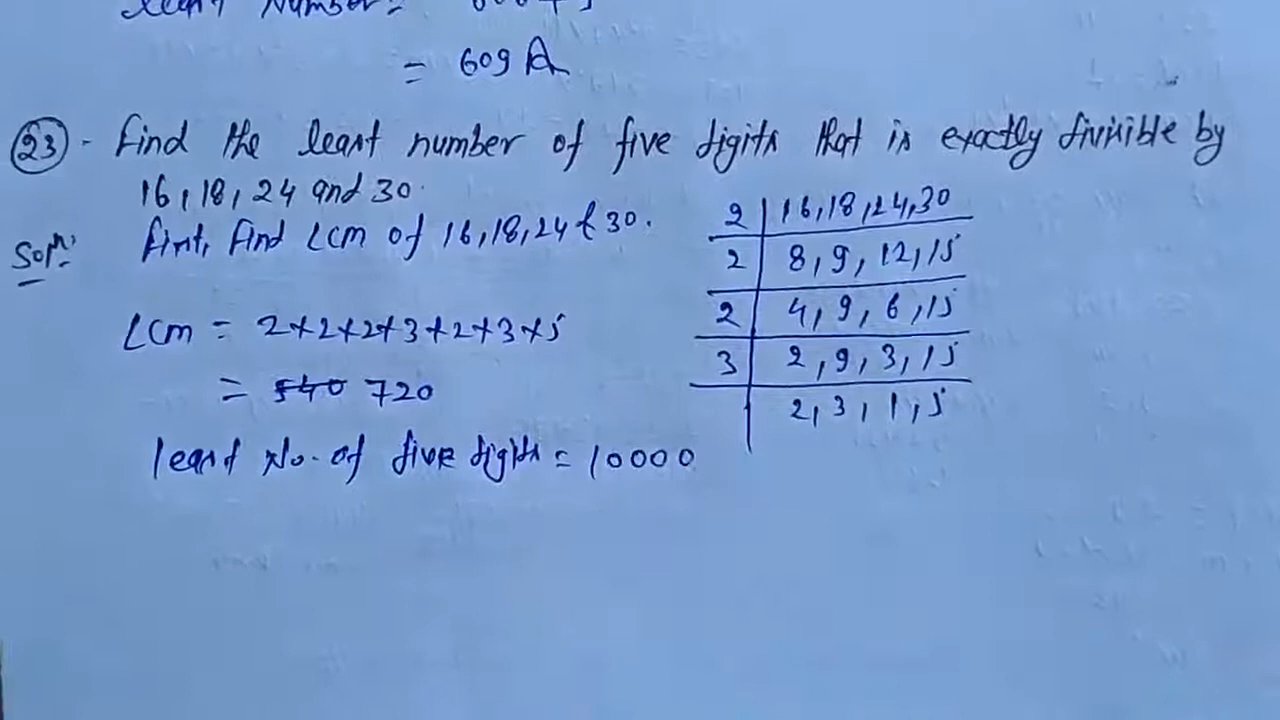 Number=
= 609 A
23 - Find the least number of five digits that is exactly divisible by
16, 18, 24 and 30.
Soln: First, find LCM of 16, 18, 24 & 30.
LCM = 2×2×2×3×2×3×5
= 540 720
least No. of five digits = 10000
2 | 16, 18, 24, 30
2 | 8, 9, 12, 15
2 | 4, 9, 6, 15
3 | 2, 9, 3, 15
| 2, 3, 1, 5